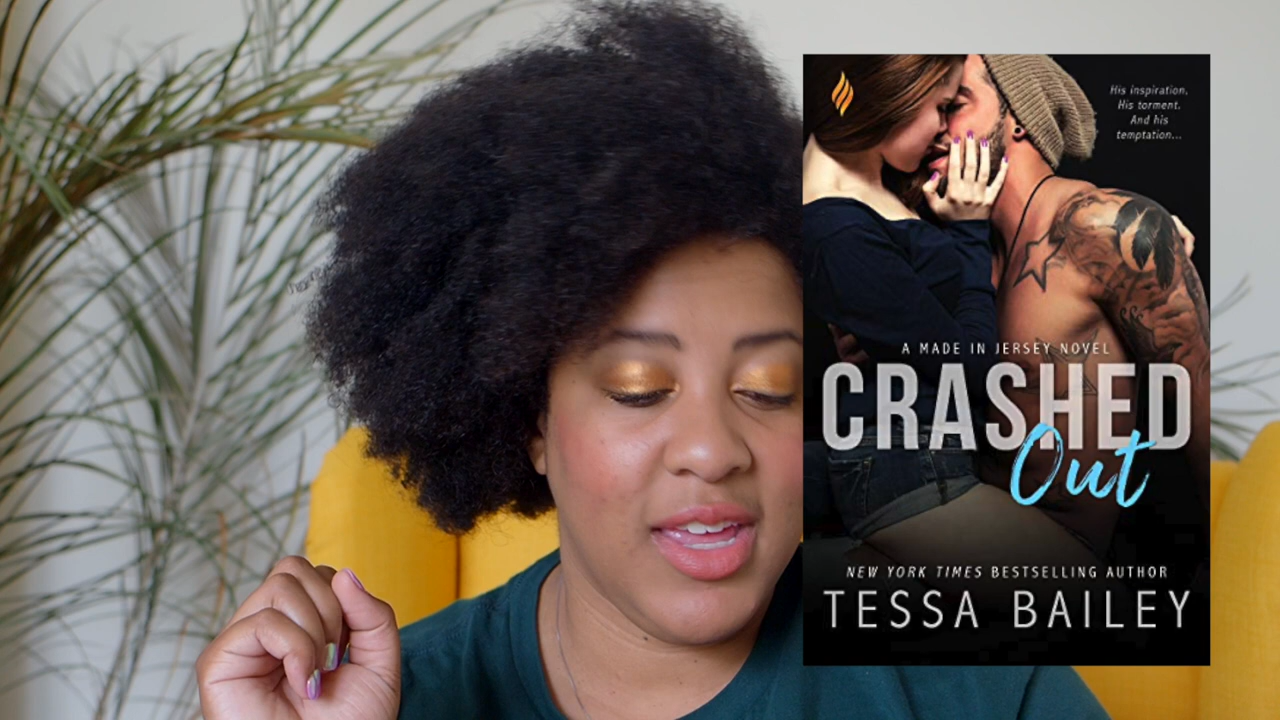 His inspiration.
His torment.
And his
temptation...
A MADE IN JERSEY NOVEL
CRASHED
Out
NEW YORK TIMES BESTSELLING AUTHOR
TESSA BAILEY